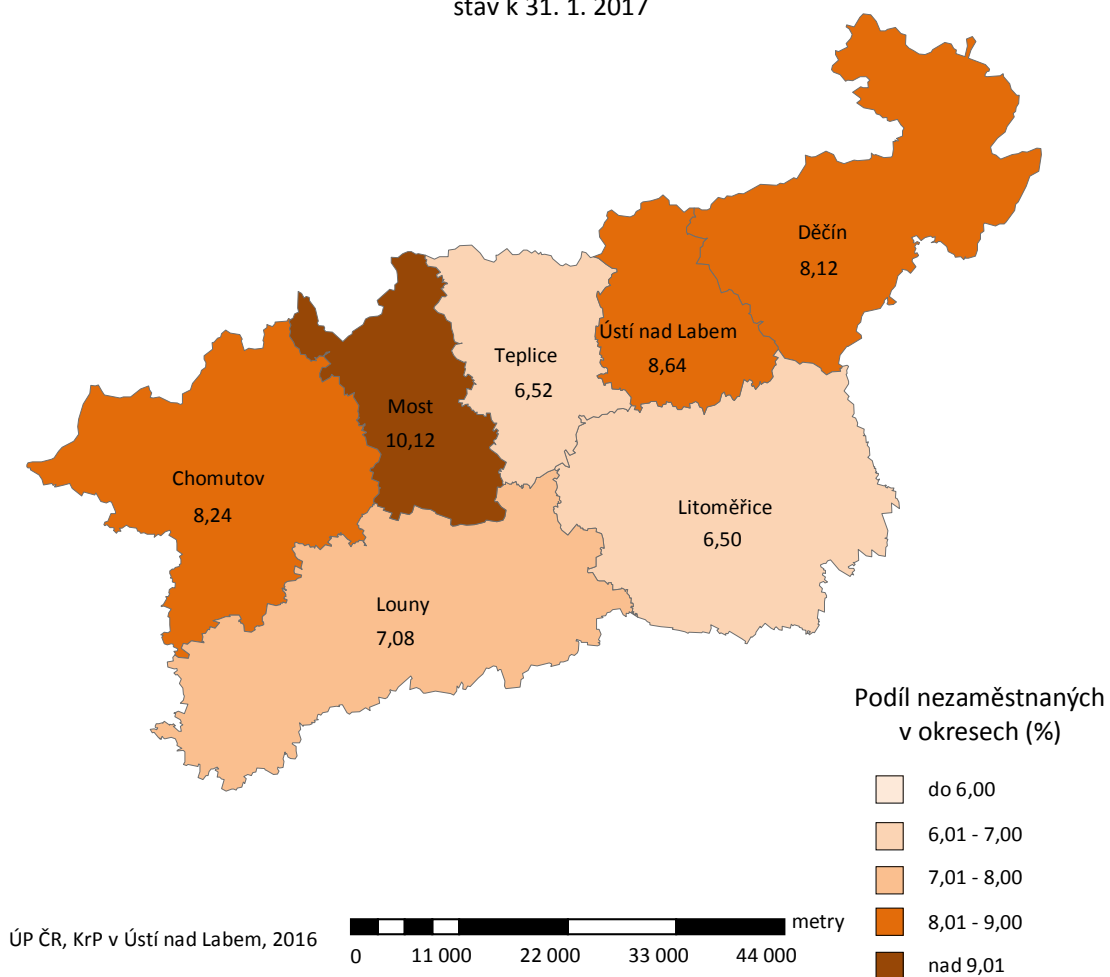 stav k 31. 1. 2017
Děčín
8,12
Ústí nad Labem
8,64
Teplice
6,52
Most
10,12
Chomutov
8,24
Litoměřice
6,50
Louny
7,08
Podíl nezaměstnaných
v okresech (%)
do 6,00
6,01 - 7,00
7,01 - 8,00
8,01 - 9,00
nad 9,01
ÚP ČR, KrP v Ústí nad Labem, 2016
metry
0 11 000 22 000 33 000 44 000